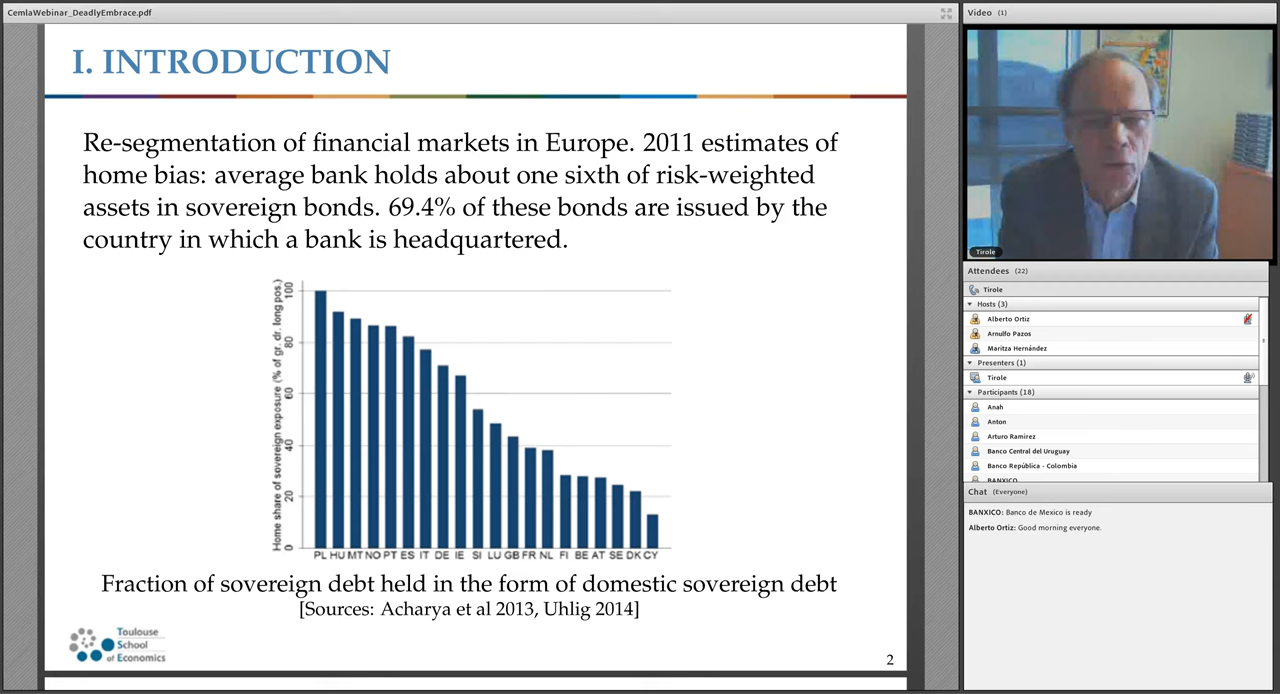 CemlaWebinar_DeadlyEmbrace.pdf
I. INTRODUCTION
Re-segmentation of financial markets in Europe. 2011 estimates of
home bias: average bank holds about one sixth of risk-weighted
assets in sovereign bonds. 69.4% of these bonds are issued by the
country in which a bank is headquartered.
Home share of sovereign exposure (% of gr. dr. long pos.)
100
80
60
40
20
0
PL HU MT NO PT ES IT DE IE SI LU GB FR NL FI BE AT SE DK CY
Fraction of sovereign debt held in the form of domestic sovereign debt
[Sources: Acharya et al 2013, Uhlig 2014]
Toulouse
School
of Economics
2
Video (1)
Tirole
Attendees (22)
Tirole
Hosts (3)
Alberto Ortiz
Arnulfo Pazos
Maritza Hernández
Presenters (1)
Tirole
Participants (18)
Anah
Anton
Arturo Ramirez
Banco Central del Uruguay
Banco República - Colombia
BANXICO
Chat (Everyone)
BANXICO: Banco de Mexico is ready
Alberto Ortiz: Good morning everyone.